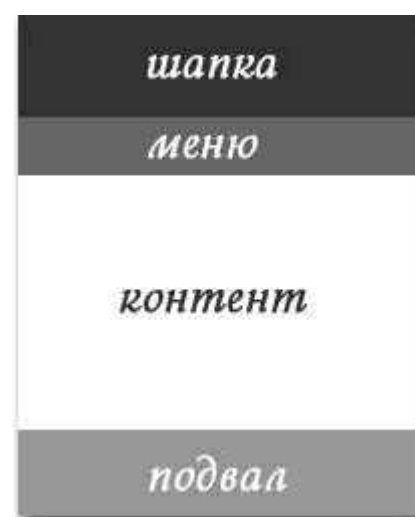 шапка
меню
контент
подвал